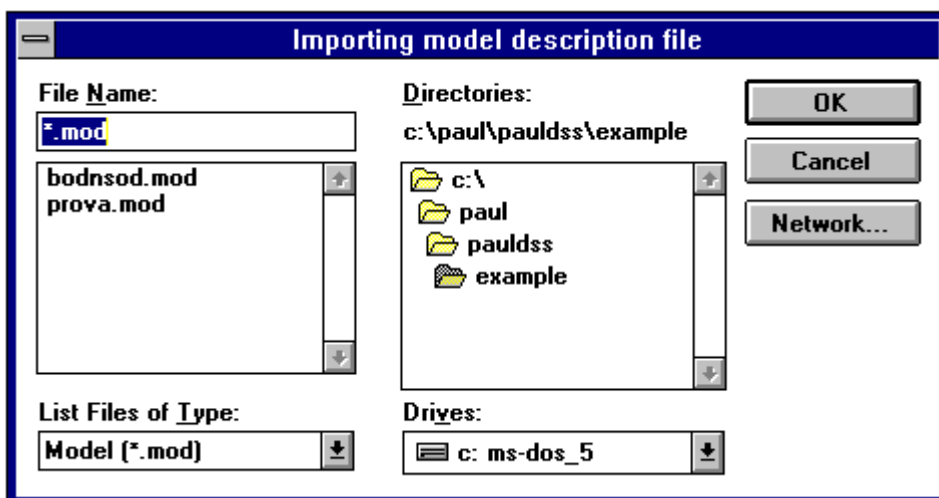 Importing model description file
File Name:
*.mod
bodnsod.mod
prova.mod
List Files of Type:
Model (*.mod)
Directories:
c:\paul\pauldss\example
c:\
paul
pauldss
example
Drives:
c: ms-dos_5
OK
Cancel
Network...